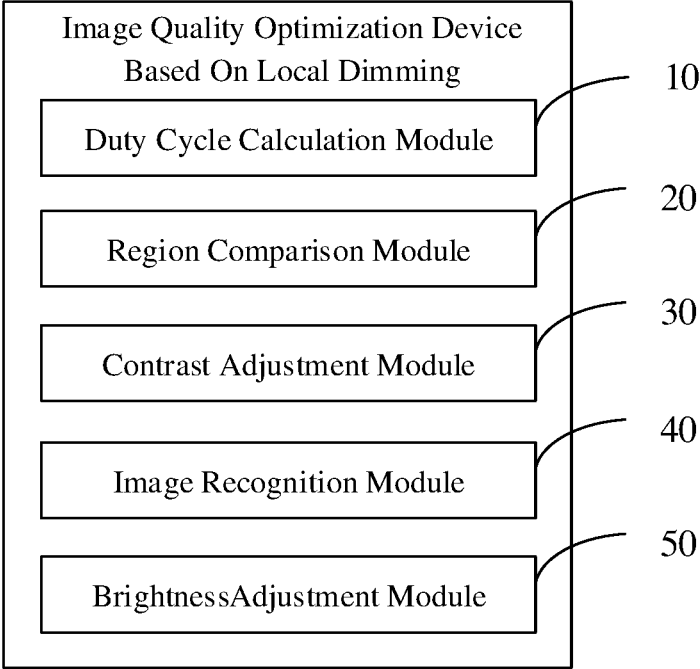 Image Quality Optimization Device
Based On Local Dimming
10
Duty Cycle Calculation Module
20
Region Comparison Module
30
Contrast Adjustment Module
40
Image Recognition Module
50
BrightnessAdjustment Module